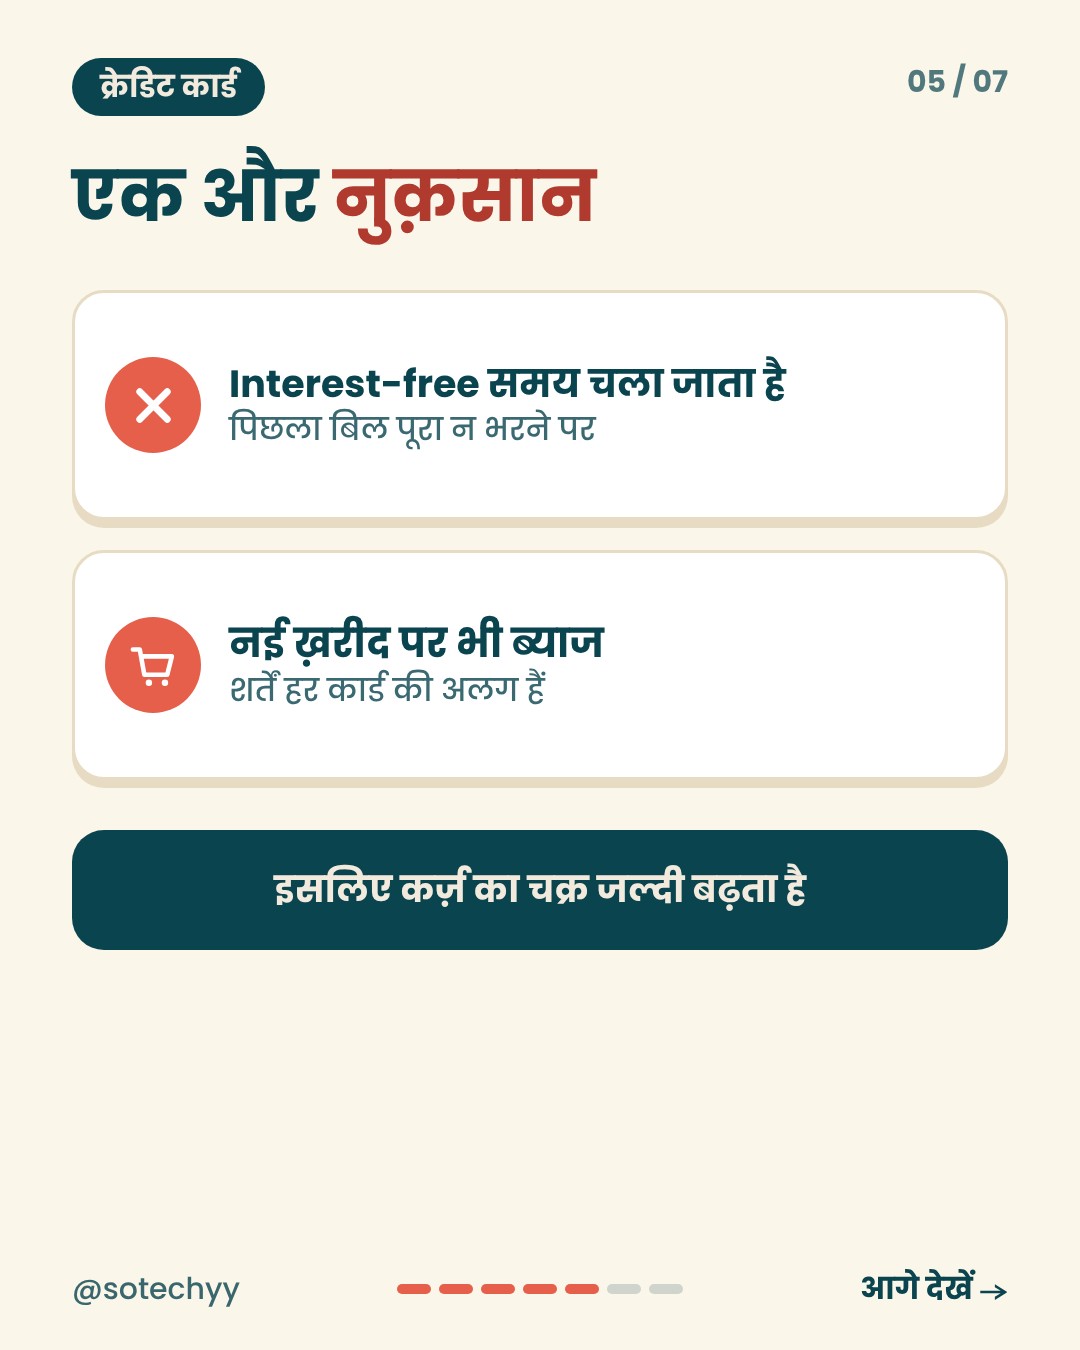 क्रेडिट कार्ड
05 / 07
एक और नुक़सान
Interest-free समय चला जाता है
पिछला बिल पूरा न भरने पर
नई ख़रीद पर भी ब्याज
शर्तें हर कार्ड की अलग हैं
इसलिए कर्ज़ का चक्र जल्दी बढ़ता है
@sotechyy
आगे देखें →